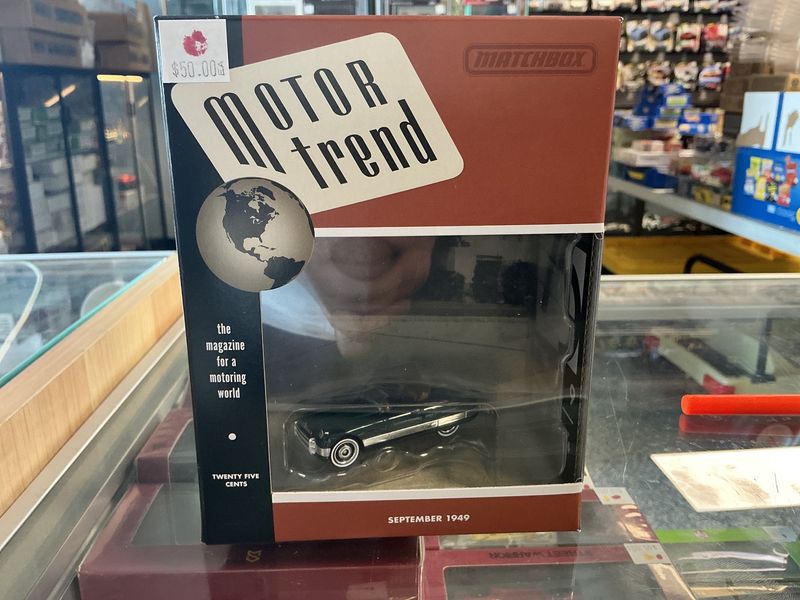 $50.00
MOTOR
trend
MATCHBOX
the
magazine
for a
motoring
world
TWENTY FIVE
CENTS
SEPTEMBER 1949